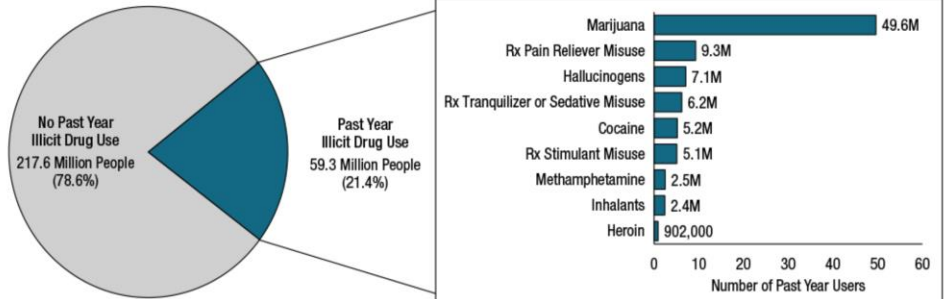 No Past Year
Illicit Drug Use
217.6 Million People
(78.6%)
Past Year
Illicit Drug Use
59.3 Million People
(21.4%)
Marijuana 49.6M
Rx Pain Reliever Misuse 9.3M
Hallucinogens 7.1M
Rx Tranquilizer or Sedative Misuse 6.2M
Cocaine 5.2M
Rx Stimulant Misuse 5.1M
Methamphetamine 2.5M
Inhalants 2.4M
Heroin 902,000
0 10 20 30 40 50 60
Number of Past Year Users